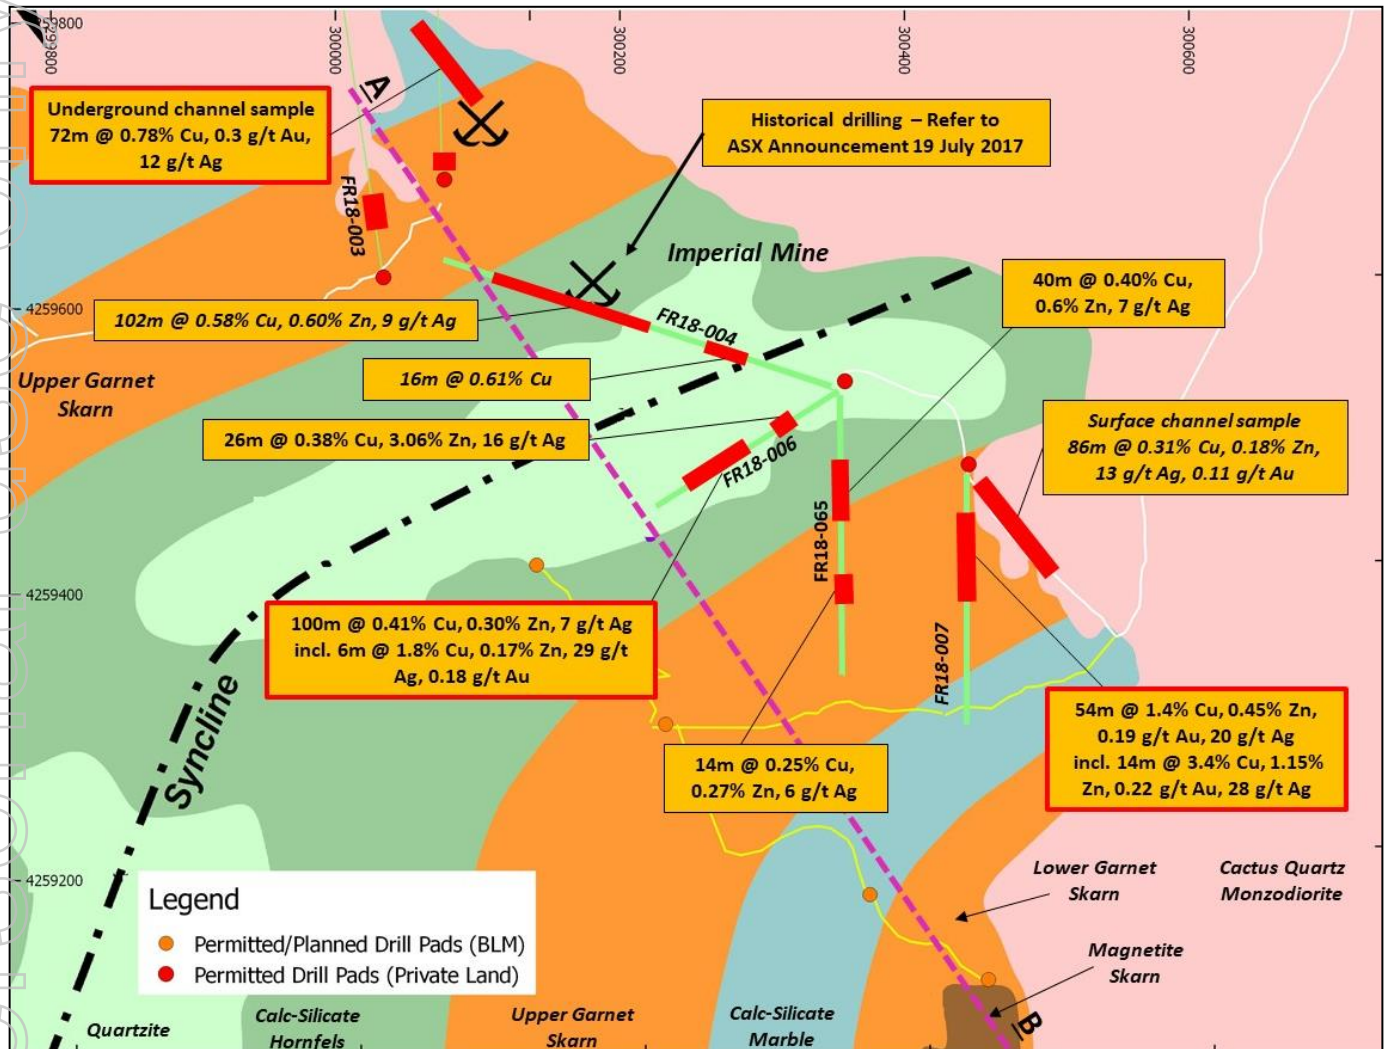 4259800
299800
300000
300200
300400
300600
A
Underground channel sample
72m @ 0.78% Cu, 0.3 g/t Au,
12 g/t Ag
Historical drilling – Refer to
ASX Announcement 19 July 2017
FR18-003
Imperial Mine
40m @ 0.40% Cu,
0.6% Zn, 7 g/t Ag
4259600
102m @ 0.58% Cu, 0.60% Zn, 9 g/t Ag
FR18-004
16m @ 0.61% Cu
Upper Garnet
Skarn
26m @ 0.38% Cu, 3.06% Zn, 16 g/t Ag
FR18-006
Surface channel sample
86m @ 0.31% Cu, 0.18% Zn,
13 g/t Ag, 0.11 g/t Au
FR18-065
4259400
100m @ 0.41% Cu, 0.30% Zn, 7 g/t Ag
incl. 6m @ 1.8% Cu, 0.17% Zn, 29 g/t
Ag, 0.18 g/t Au
FR18-007
Syncline
54m @ 1.4% Cu, 0.45% Zn,
0.19 g/t Au, 20 g/t Ag
incl. 14m @ 3.4% Cu, 1.15%
Zn, 0.22 g/t Au, 28 g/t Ag
14m @ 0.25% Cu,
0.27% Zn, 6 g/t Ag
4259200
Lower Garnet
Skarn
Cactus Quartz
Monzodiorite
Legend
Permitted/Planned Drill Pads (BLM)
Permitted Drill Pads (Private Land)
Magnetite
Skarn
B
Quartzite
Calc-Silicate
Hornfels
Upper Garnet
Skarn
Calc-Silicate
Marble